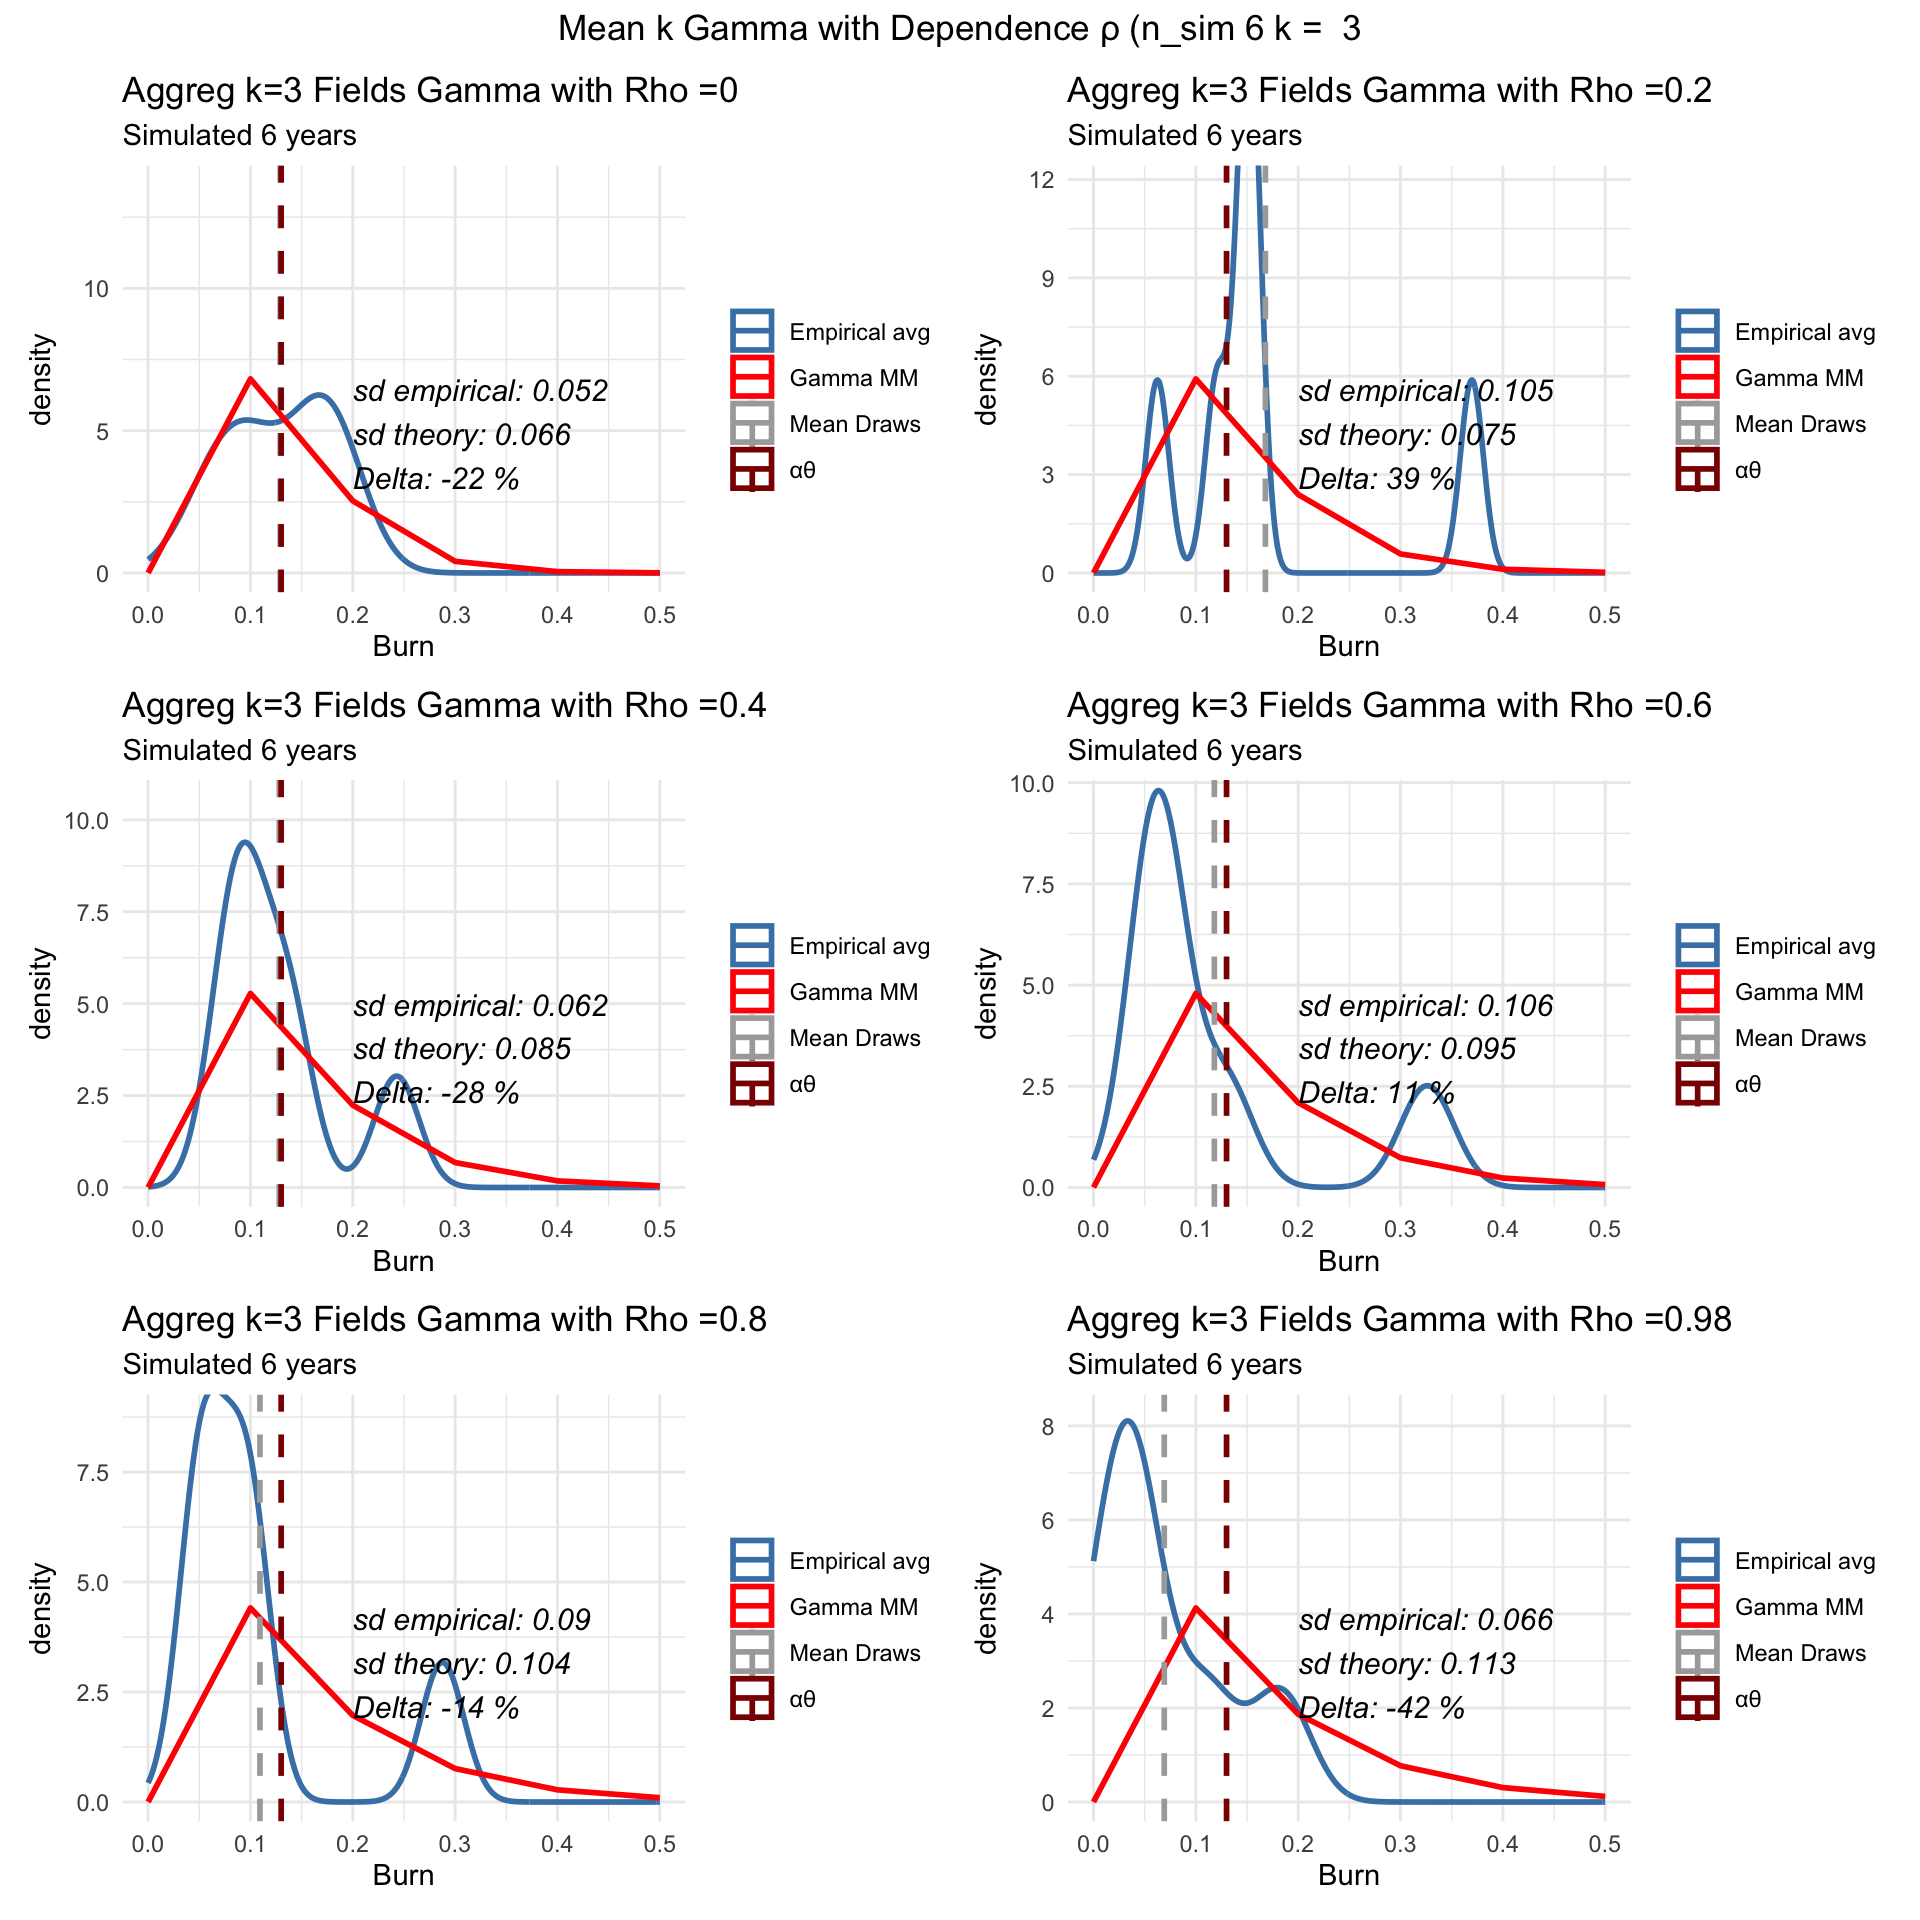 Mean k Gamma with Dependence ρ (n_sim 6 k =  3
Aggreg k=3 Fields Gamma with Rho =0
Simulated 6 years
density
10
5
0
sd empirical: 0.052
sd theory: 0.066
Delta: -22 %
0.0 0.1 0.2 0.3 0.4 0.5
Burn
Empirical avg
Gamma MM
Mean Draws
αθ
Aggreg k=3 Fields Gamma with Rho =0.2
Simulated 6 years
density
12
9
6
3
0
sd empirical: 0.105
sd theory: 0.075
Delta: 39 %
0.0 0.1 0.2 0.3 0.4 0.5
Burn
Empirical avg
Gamma MM
Mean Draws
αθ
Aggreg k=3 Fields Gamma with Rho =0.4
Simulated 6 years
density
10.0
7.5
5.0
2.5
0.0
sd empirical: 0.062
sd theory: 0.085
Delta: -28 %
0.0 0.1 0.2 0.3 0.4 0.5
Burn
Empirical avg
Gamma MM
Mean Draws
αθ
Aggreg k=3 Fields Gamma with Rho =0.6
Simulated 6 years
density
10.0
7.5
5.0
2.5
0.0
sd empirical: 0.106
sd theory: 0.095
Delta: 11 %
0.0 0.1 0.2 0.3 0.4 0.5
Burn
Empirical avg
Gamma MM
Mean Draws
αθ
Aggreg k=3 Fields Gamma with Rho =0.8
Simulated 6 years
density
7.5
5.0
2.5
0.0
sd empirical: 0.09
sd theory: 0.104
Delta: -14 %
0.0 0.1 0.2 0.3 0.4 0.5
Burn
Empirical avg
Gamma MM
Mean Draws
αθ
Aggreg k=3 Fields Gamma with Rho =0.98
Simulated 6 years
density
8
6
4
2
0
sd empirical: 0.066
sd theory: 0.113
Delta: -42 %
0.0 0.1 0.2 0.3 0.4 0.5
Burn
Empirical avg
Gamma MM
Mean Draws
αθ